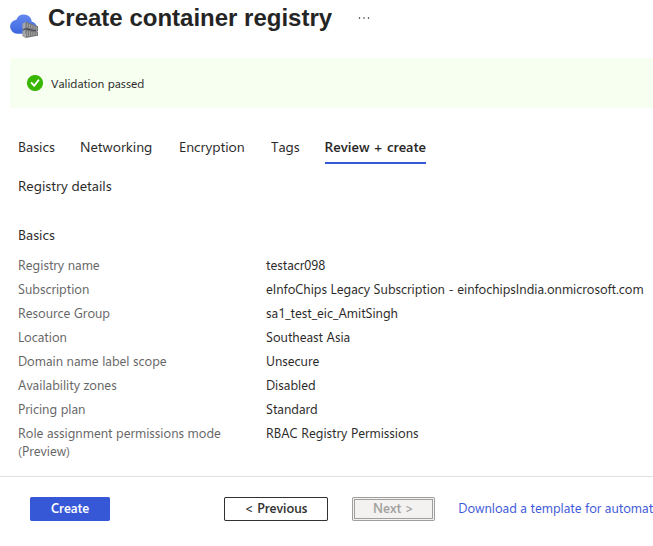 Create container registry ...
Validation passed
Basics Networking Encryption Tags Review + create
Registry details
Basics
Registry name testacr098
Subscription eInfoChips Legacy Subscription - einfochipsIndia.onmicrosoft.com
Resource Group sa1_test_eic_AmitSingh
Location Southeast Asia
Domain name label scope Unsecure
Availability zones Disabled
Pricing plan Standard
Role assignment permissions mode RBAC Registry Permissions
(Preview)
Create < Previous Next > Download a template for automat